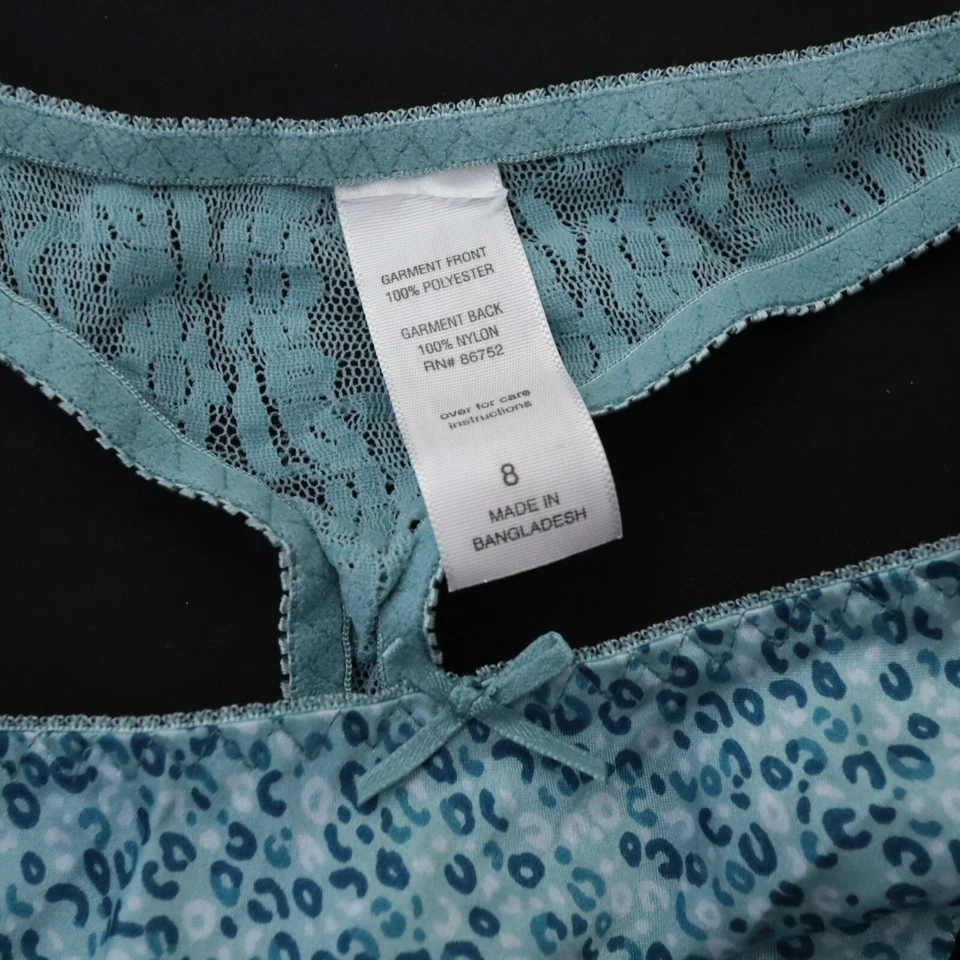 GARMENT FRONT
100% POLYESTER
GARMENT BACK
100% NYLON
RN# 86752
over for care
instructions
8
MADE IN
BANGLADESH